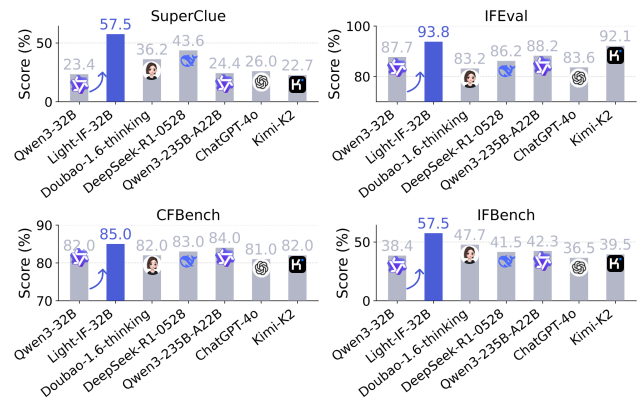 SuperClue
Score (%)
50
0
23.4
57.5
36.2
43.6
24.4
26.0
22.7
Qwen3-32B
Light-IF-32B
Doubao-1.6-thinking
DeepSeek-R1-0528
Qwen3-235B-A22B
ChatGPT-4o
Kimi-K2
IFEval
Score (%)
100
80
87.7
93.8
83.2
86.2
88.2
83.6
92.1
Qwen3-32B
Light-IF-32B
Doubao-1.6-thinking
DeepSeek-R1-0528
Qwen3-235B-A22B
ChatGPT-4o
Kimi-K2
CFBench
Score (%)
90
80
70
82.0
85.0
82.0
83.0
84.0
81.0
82.0
Qwen3-32B
Light-IF-32B
Doubao-1.6-thinking
DeepSeek-R1-0528
Qwen3-235B-A22B
ChatGPT-4o
Kimi-K2
IFBench
Score (%)
50
0
38.4
57.5
47.7
41.5
42.3
36.5
39.5
Qwen3-32B
Light-IF-32B
Doubao-1.6-thinking
DeepSeek-R1-0528
Qwen3-235B-A22B
ChatGPT-4o
Kimi-K2